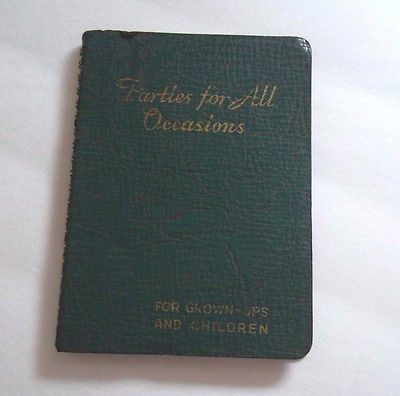 Parties for All
Occasions
FOR GROWN-UPS
AND CHILDREN